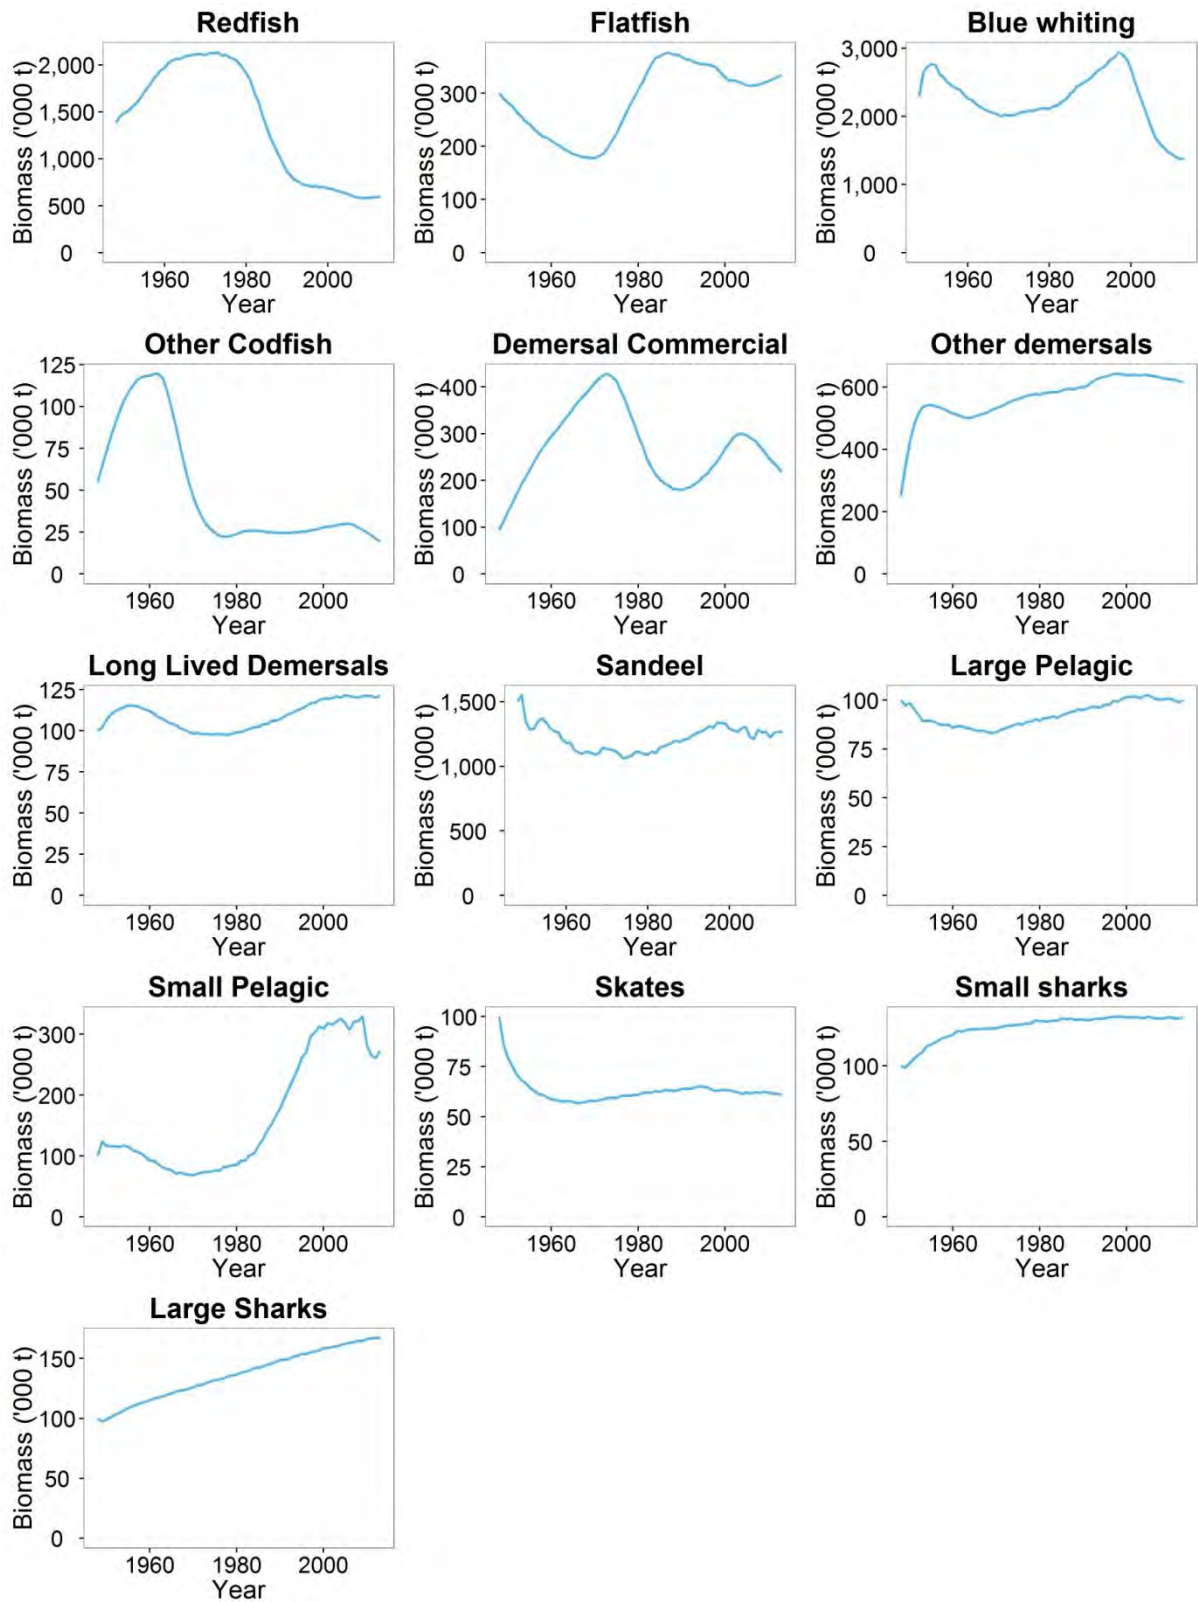 Redfish
Biomass ('000 t)
2,000
1,500
1,000
500
0
1960 1980 2000
Year
Flatfish
Biomass ('000 t)
300
200
100
0
1960 1980 2000
Year
Blue whiting
Biomass ('000 t)
3,000
2,000
1,000
0
1960 1980 2000
Year
Other Codfish
Biomass ('000 t)
125
100
75
50
25
0
1960 1980 2000
Year
Demersal Commercial
Biomass ('000 t)
400
300
200
100
0
1960 1980 2000
Year
Other demersals
Biomass ('000 t)
600
400
200
0
1960 1980 2000
Year
Long Lived Demersals
Biomass ('000 t)
125
100
75
50
25
0
1960 1980 2000
Year
Sandeel
Biomass ('000 t)
1,500
1,000
500
0
1960 1980 2000
Year
Large Pelagic
Biomass ('000 t)
100
75
50
25
0
1960 1980 2000
Year
Small Pelagic
Biomass ('000 t)
300
200
100
0
1960 1980 2000
Year
Skates
Biomass ('000 t)
100
75
50
25
0
1960 1980 2000
Year
Small sharks
Biomass ('000 t)
100
50
0
1960 1980 2000
Year
Large Sharks
Biomass ('000 t)
150
100
50
0
1960 1980 2000
Year